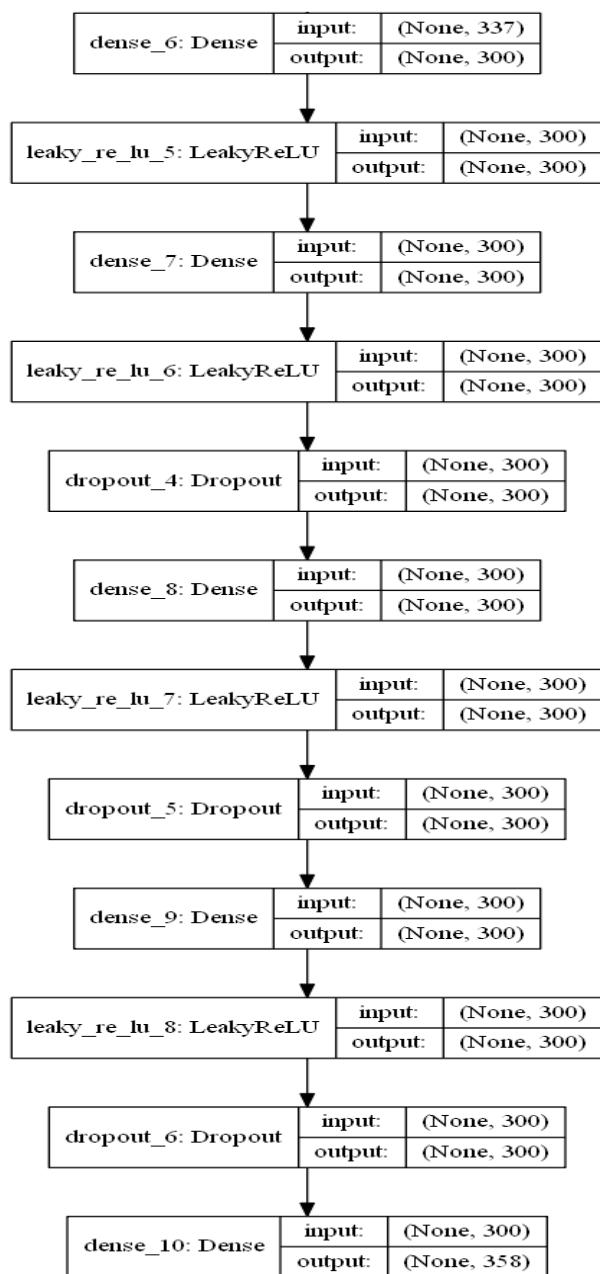 dense_6: Dense
input: (None, 337)
output: (None, 300)
leaky_re_lu_5: LeakyReLU
input: (None, 300)
output: (None, 300)
dense_7: Dense
input: (None, 300)
output: (None, 300)
leaky_re_lu_6: LeakyReLU
input: (None, 300)
output: (None, 300)
dropout_4: Dropout
input: (None, 300)
output: (None, 300)
dense_8: Dense
input: (None, 300)
output: (None, 300)
leaky_re_lu_7: LeakyReLU
input: (None, 300)
output: (None, 300)
dropout_5: Dropout
input: (None, 300)
output: (None, 300)
dense_9: Dense
input: (None, 300)
output: (None, 300)
leaky_re_lu_8: LeakyReLU
input: (None, 300)
output: (None, 300)
dropout_6: Dropout
input: (None, 300)
output: (None, 300)
dense_10: Dense
input: (None, 300)
output: (None, 358)